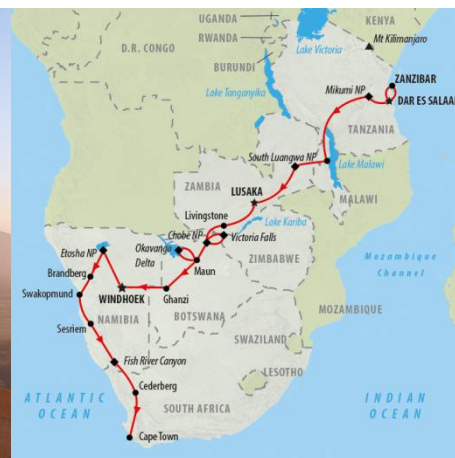 UGANDA
KENYA
RWANDA
Lake Victoria
Mt Kilimanjaro
D.R. CONGO
BURUNDI
Lake Tanganyika
Mikumi NP
ZANZIBAR
DAR ES SALAA
TANZANIA
South Luangwa NP
Lake Malawi
ZAMBIA
LUSAKA
MALAWI
Livingstone
Lake Kariba
Chobe NP
Victoria Falls
Etosha NP
Okavango
Delta
Maun
ZIMBABWE
Mozambique
Channel
Brandberg
Swakopmund
WINDHOEK
Ghanzi
NAMIBIA
BOTSWANA
MOZAMBIQUE
Sesriem
SWAZILAND
Fish River Canyon
LESOTHO
Cederberg
ATLANTIC
OCEAN
INDIAN
OCEAN
SOUTH AFRICA
Cape Town